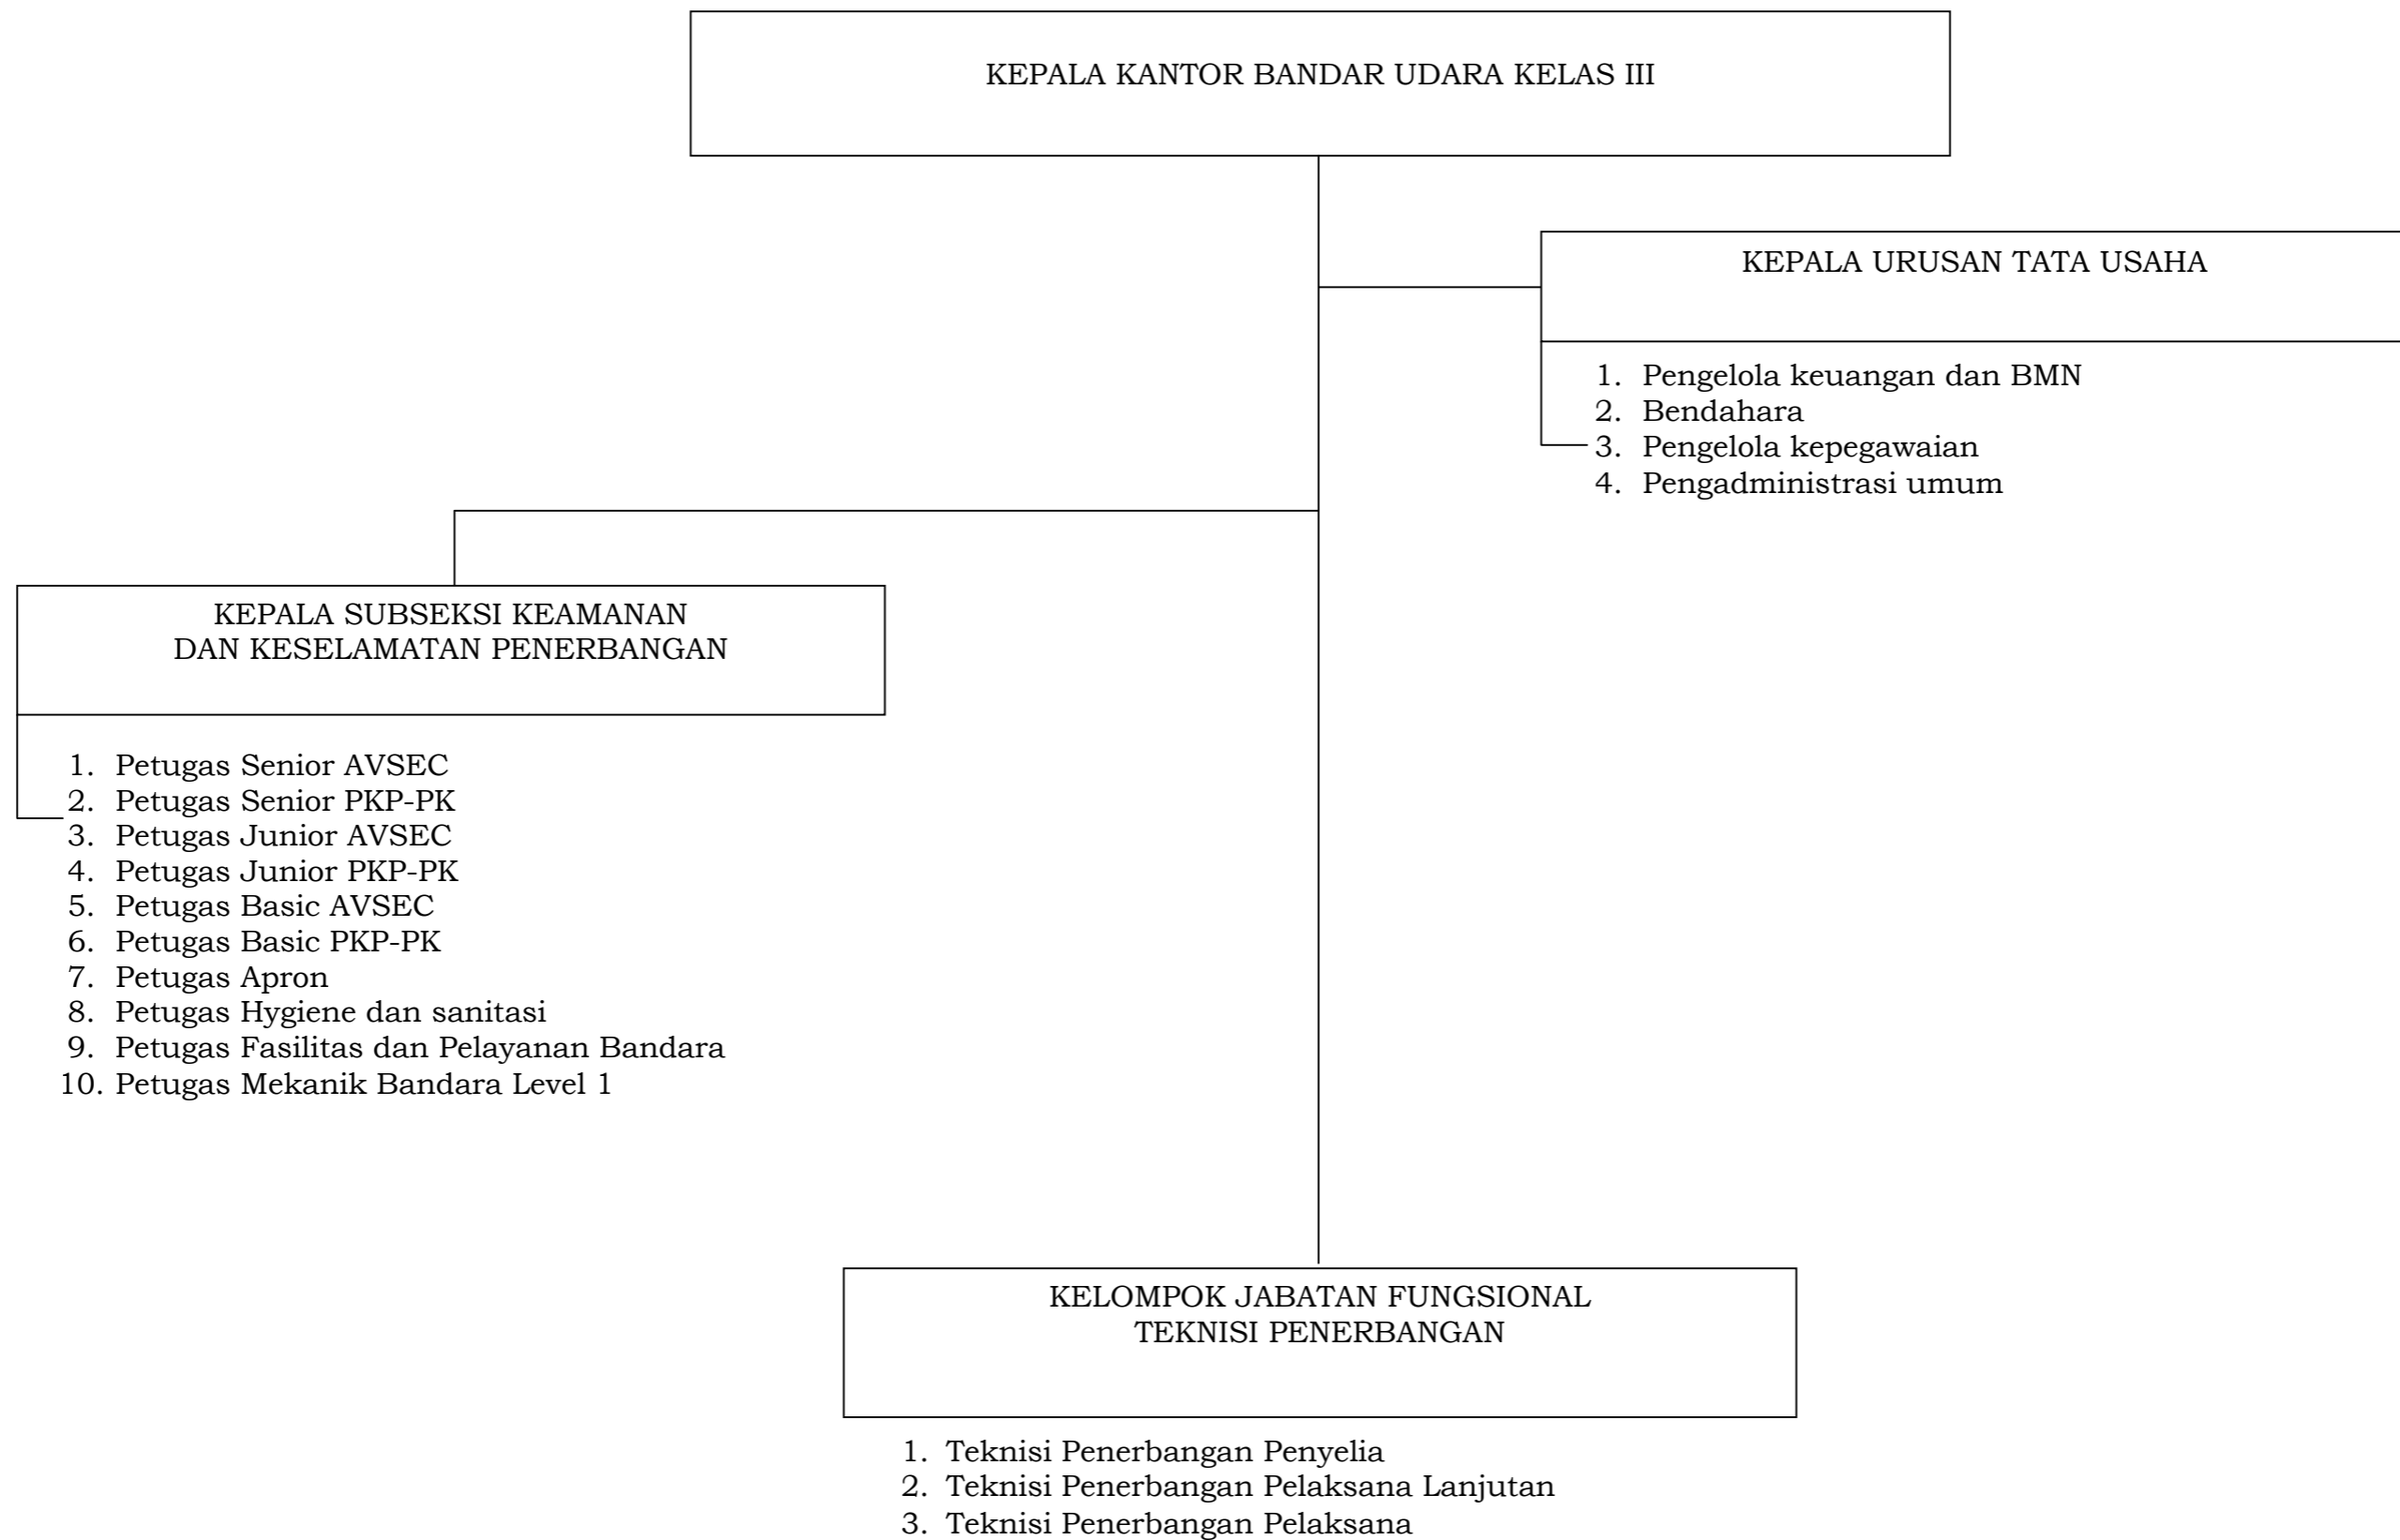 KEPALA KANTOR BANDAR UDARA KELAS III
KEPALA URUSAN TATA USAHA
1. Pengelola keuangan dan BMN
2. Bendahara
3. Pengelola kepegawaian
4. Pengadministrasi umum
KEPALA SUBSEKSI KEAMANAN
DAN KESELAMATAN PENERBANGAN
1. Petugas Senior AVSEC
2. Petugas Senior PKP-PK
3. Petugas Junior AVSEC
4. Petugas Junior PKP-PK
5. Petugas Basic AVSEC
6. Petugas Basic PKP-PK
7. Petugas Apron
8. Petugas Hygiene dan sanitasi
9. Petugas Fasilitas dan Pelayanan Bandara
10. Petugas Mekanik Bandara Level 1
KELOMPOK JABATAN FUNGSIONAL
TEKNISI PENERBANGAN
1. Teknisi Penerbangan Penyelia
2. Teknisi Penerbangan Pelaksana Lanjutan
3. Teknisi Penerbangan Pelaksana